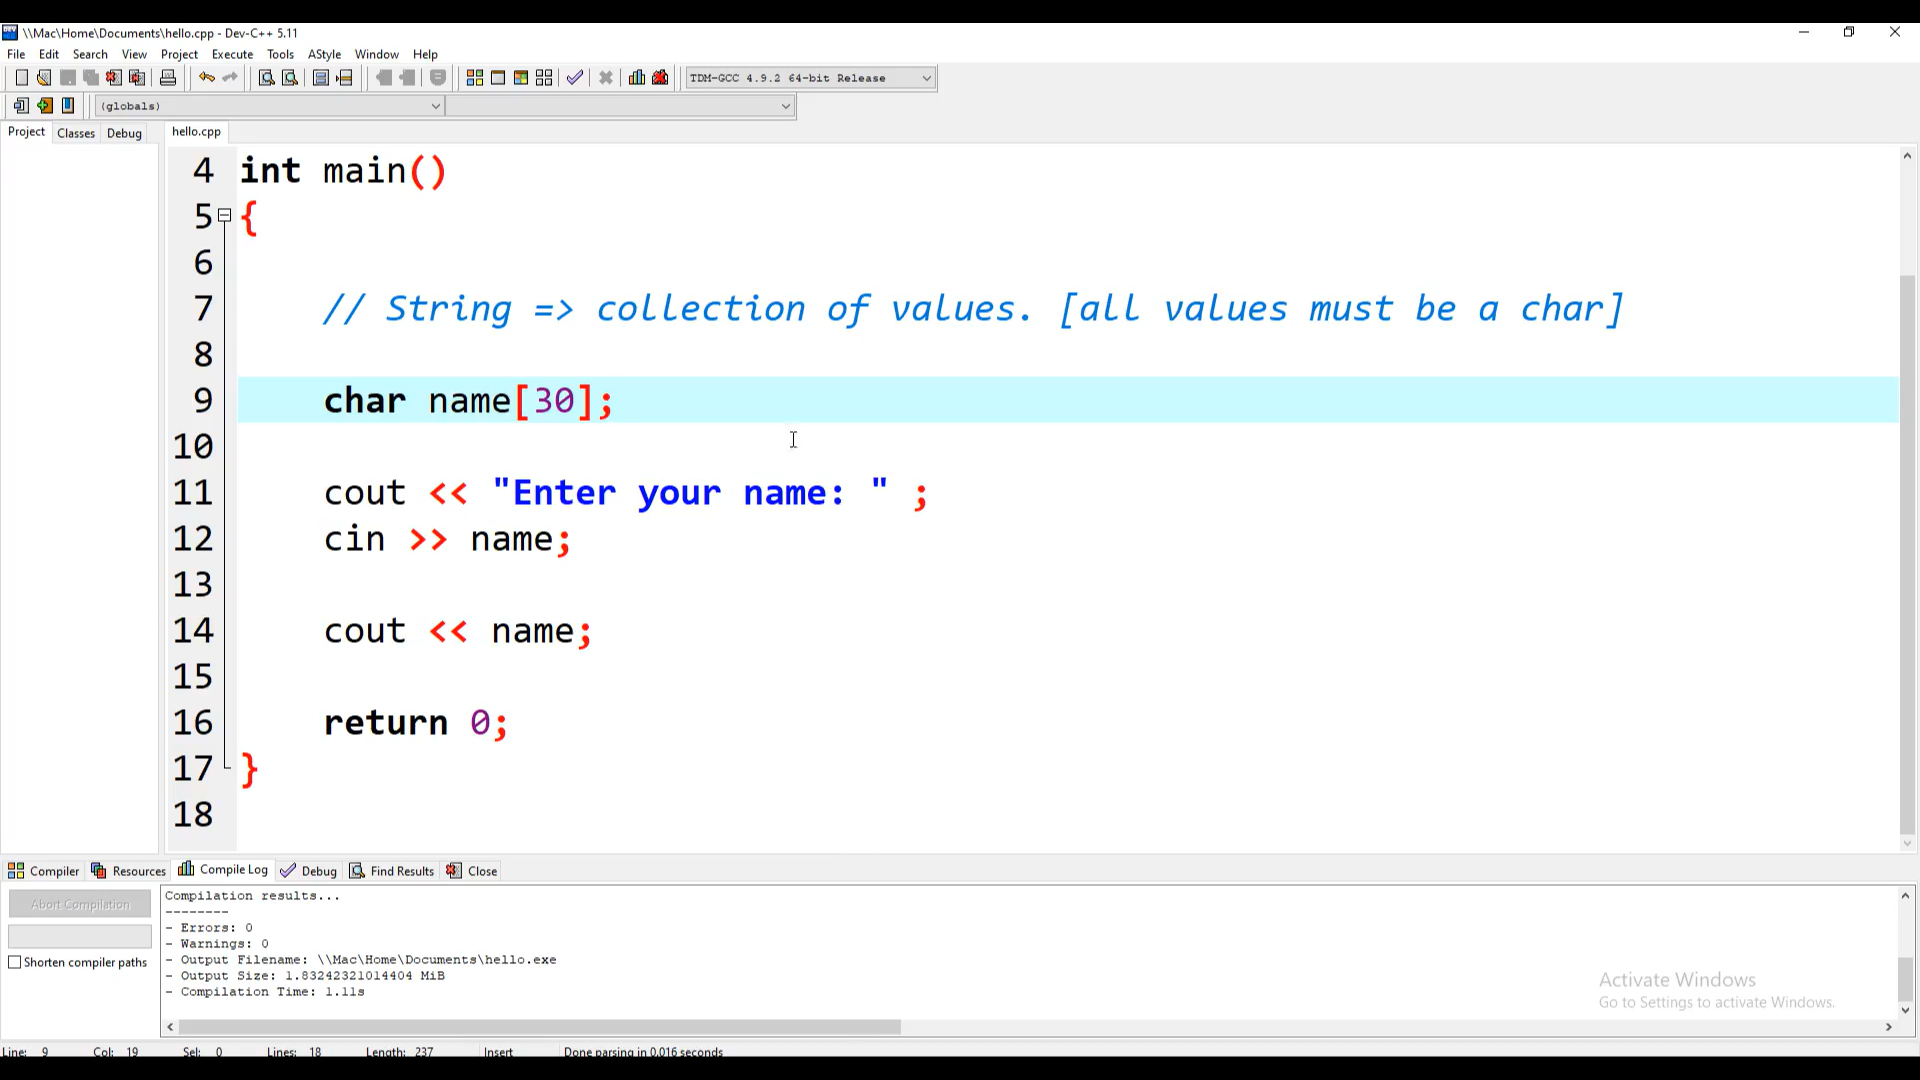 \\Mac\Home\Documents\hello.cpp - Dev-C++ 5.11
File Edit Search View Project Execute Tools AStyle Window Help
TDM-GCC 4.9.2 64-bit Release
(globals)
Project Classes Debug
hello.cpp
4 int main()
5 {
6
7 // String => collection of values. [all values must be a char]
8
9 char name[30];
10
11 cout << "Enter your name: " ;
12 cin >> name;
13
14 cout << name;
15
16 return 0;
17 }
18
Compiler Resources Compile Log Debug Find Results Close
Abort Compilation
Shorten compiler paths
Compilation results...
--------
- Errors: 0
- Warnings: 0
- Output Filename: \\Mac\Home\Documents\hello.exe
- Output Size: 1.83242321014404 MiB
- Compilation Time: 1.11s
Activate Windows
Go to Settings to activate Windows.
Line: 9 Col: 19 Sel: 0 Lines: 18 Length: 237 Insert Done parsing in 0.016 seconds